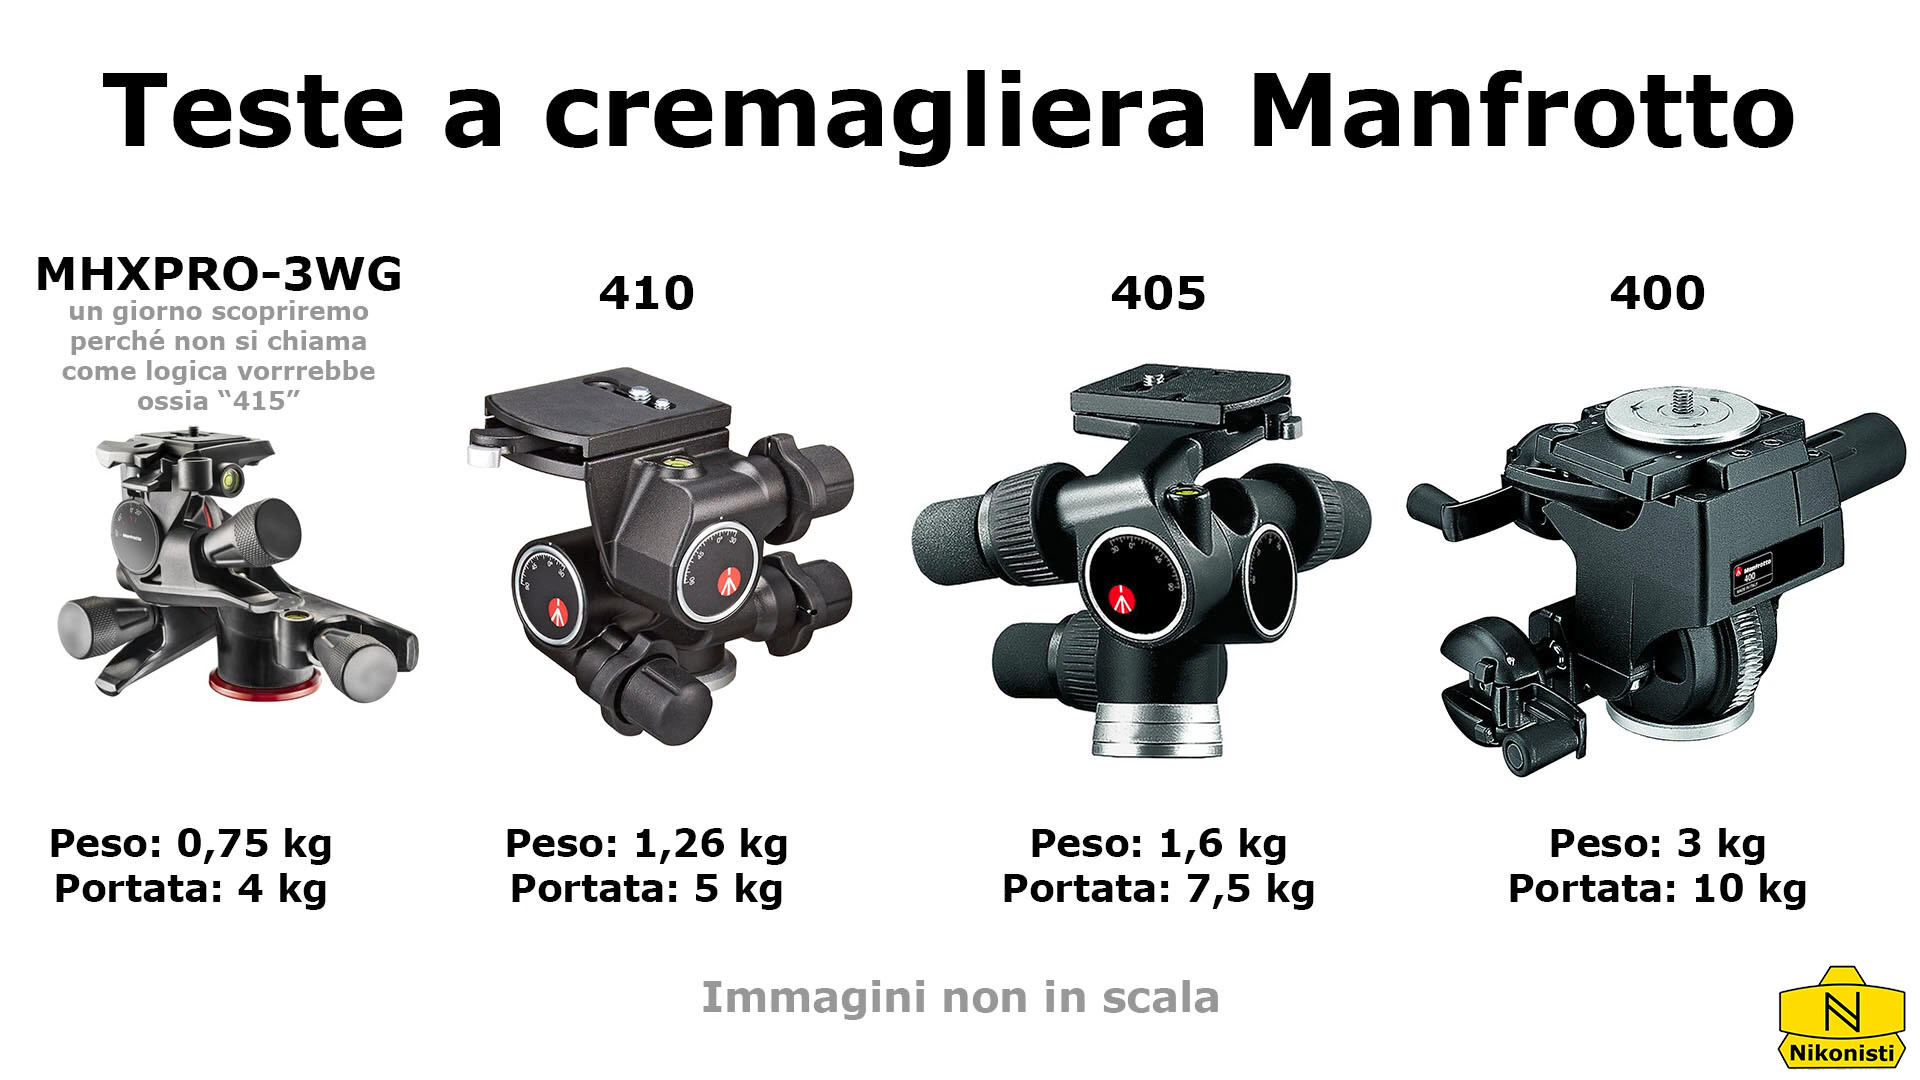 Teste a cremagliera Manfrotto
MHXPRO-3WG
un giorno scopriremo
perché non si chiama
come logica vorrrebbe
ossia “415”
410
405
400
Manfrotto
400
Peso: 0,75 kg
Portata: 4 kg
Peso: 1,26 kg
Portata: 5 kg
Peso: 1,6 kg
Portata: 7,5 kg
Peso: 3 kg
Portata: 10 kg
Immagini non in scala
N
Nikonisti